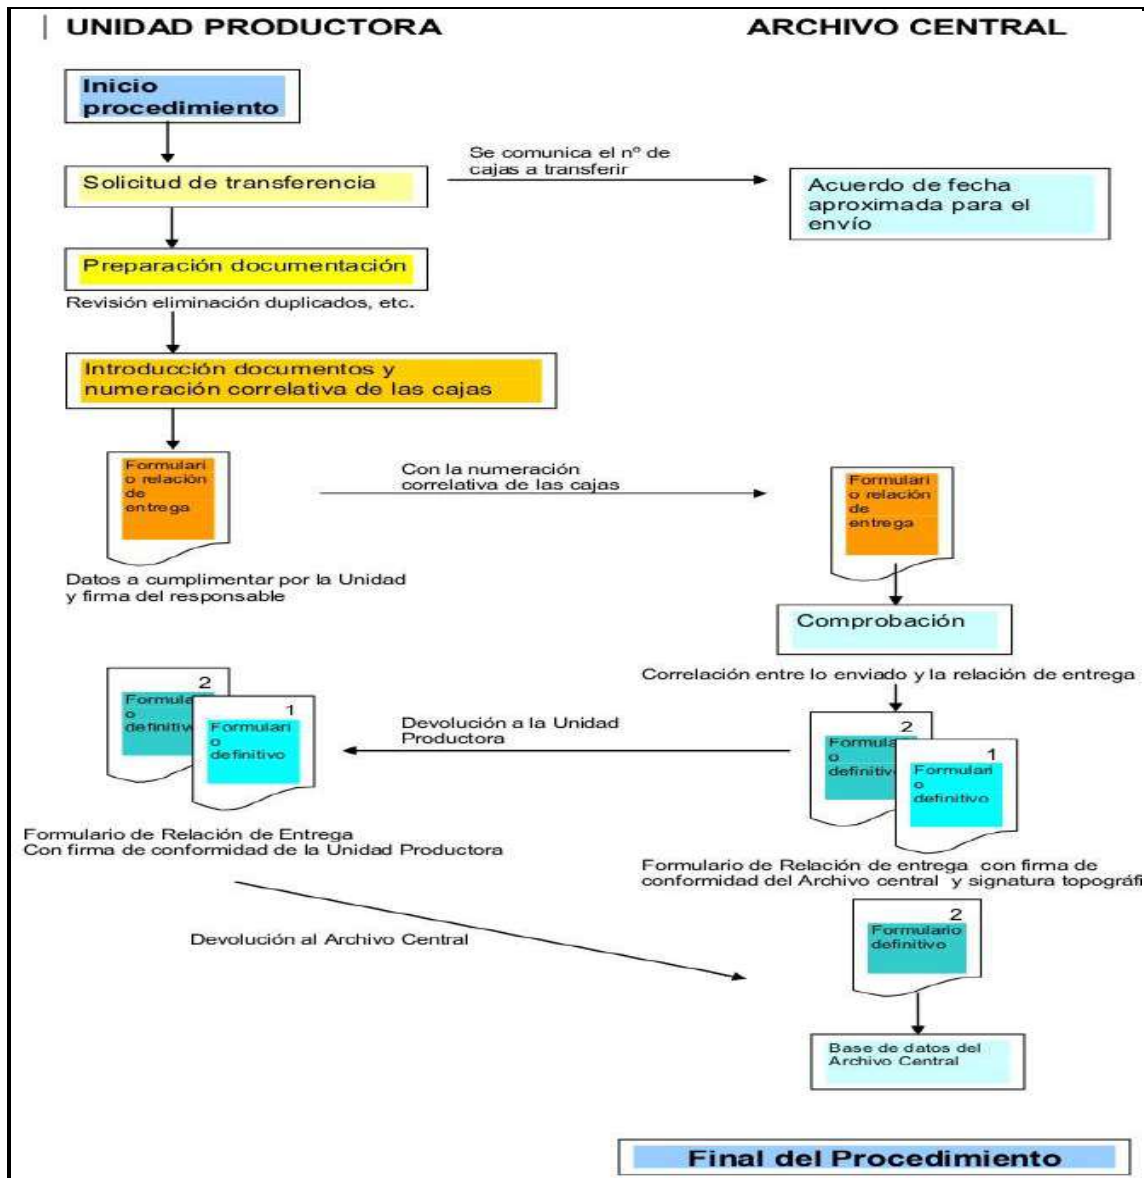 UNIDAD PRODUCTORA
ARCHIVO CENTRAL
Inicio
procedimiento
Solicitud de transferencia
Se comunica el nº de
cajas a transferir
Acuerdo de fecha
aproximada para el
envío
Preparación documentación
Revisión eliminación duplicados, etc.
Introducción documentos y
numeración correlativa de las cajas
Formulari
o relación
de
entrega
Con la numeración
correlativa de las cajas
Formulari
o relación
de
entrega
Datos a cumplimentar por la Unidad
y firma del responsable
Comprobación
Correlación entre lo enviado y la relación de entrega
2
Formula
o
definitiv
1
Formulari
o
definitivo
Devolución a la Unidad
Productora
2
Formula
o
definitiv
1
Formulari
o
definitivo
Formulario de Relación de Entrega
Con firma de conformidad de la Unidad Productora
Formulario de Relación de entrega con firma de
conformidad del Archivo central y signatura topográfi
Devolución al Archivo Central
2
Formulario
definitivo
Base de datos del
Archivo Central
Final del Procedimiento